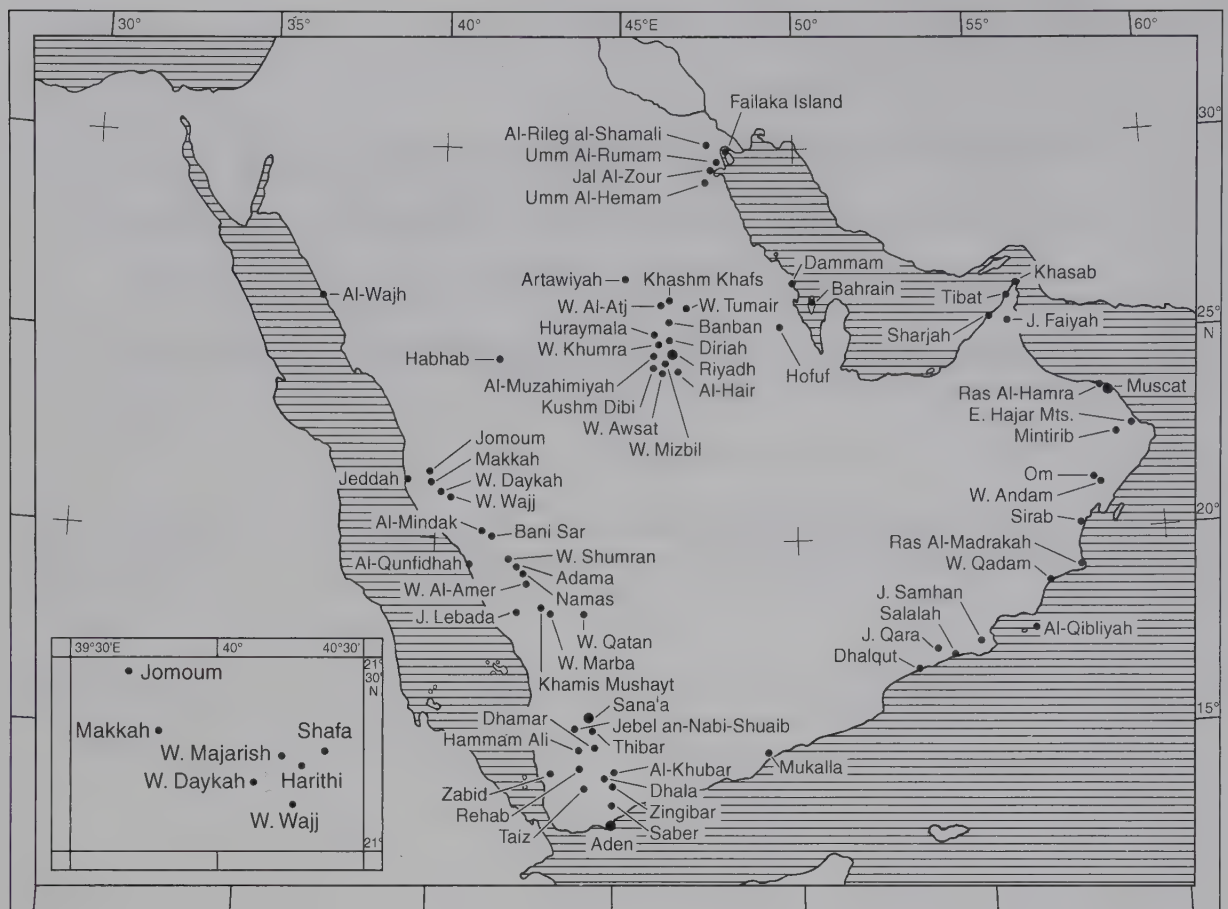 30°
35°
40°
45°
50°
55°
60°
Failaka Island
30°
Al-Rileg al-Shamali
Umm Al-Rumam
Jal Al-Zour
Umm Al-Hemam
Dammam
Khasab
Artawiyah
Khashm Khafs
Bahrain
Al-Wajh
W. Al-Atj
W. Tumair
Tibat
Huraymala
Banban
25°
J. Faiyah
Sharjah
W. Khumra
Diriah
Habhab
Riyadh
Hofuf
Al-Muzahimiyah
Al-Hair
Kushm Dibi
Ras Al-Hamra
Muscat
W. Awsat
E. Hajar Mts.
W. Mizbil
Mintirib
Jomoum
Makkah
Jeddah
W. Daykah
Om
W. Wajj
W. Andam
Al-Mindak
Bani Sar
Sirab
20°
Al-Qunfidhah
W. Shumran
Ras Al-Madrakah
Adama
W. Qadam
W. Al-Amer
Namas
J. Samhan
J. Lebada
Salalah
Al-Qibliyah
W. Qatan
J. Qara
W. Marba
Dhalqut
Khamis Mushayt
Sana'a
Dhamar
Jebel an-Nabi-Shuaib
15°
Hammam Ali
Thibar
Mukalla
Al-Khubar
Zabid
Dhala
Rehab
Zingibar
Taiz
Saber
Aden
39°30'E
40°
40°30'
21°
30'
N
Jomoum
Makkah
Shafa
W. Majarish
W. Daykah
Harithi
W. Wajj
21°